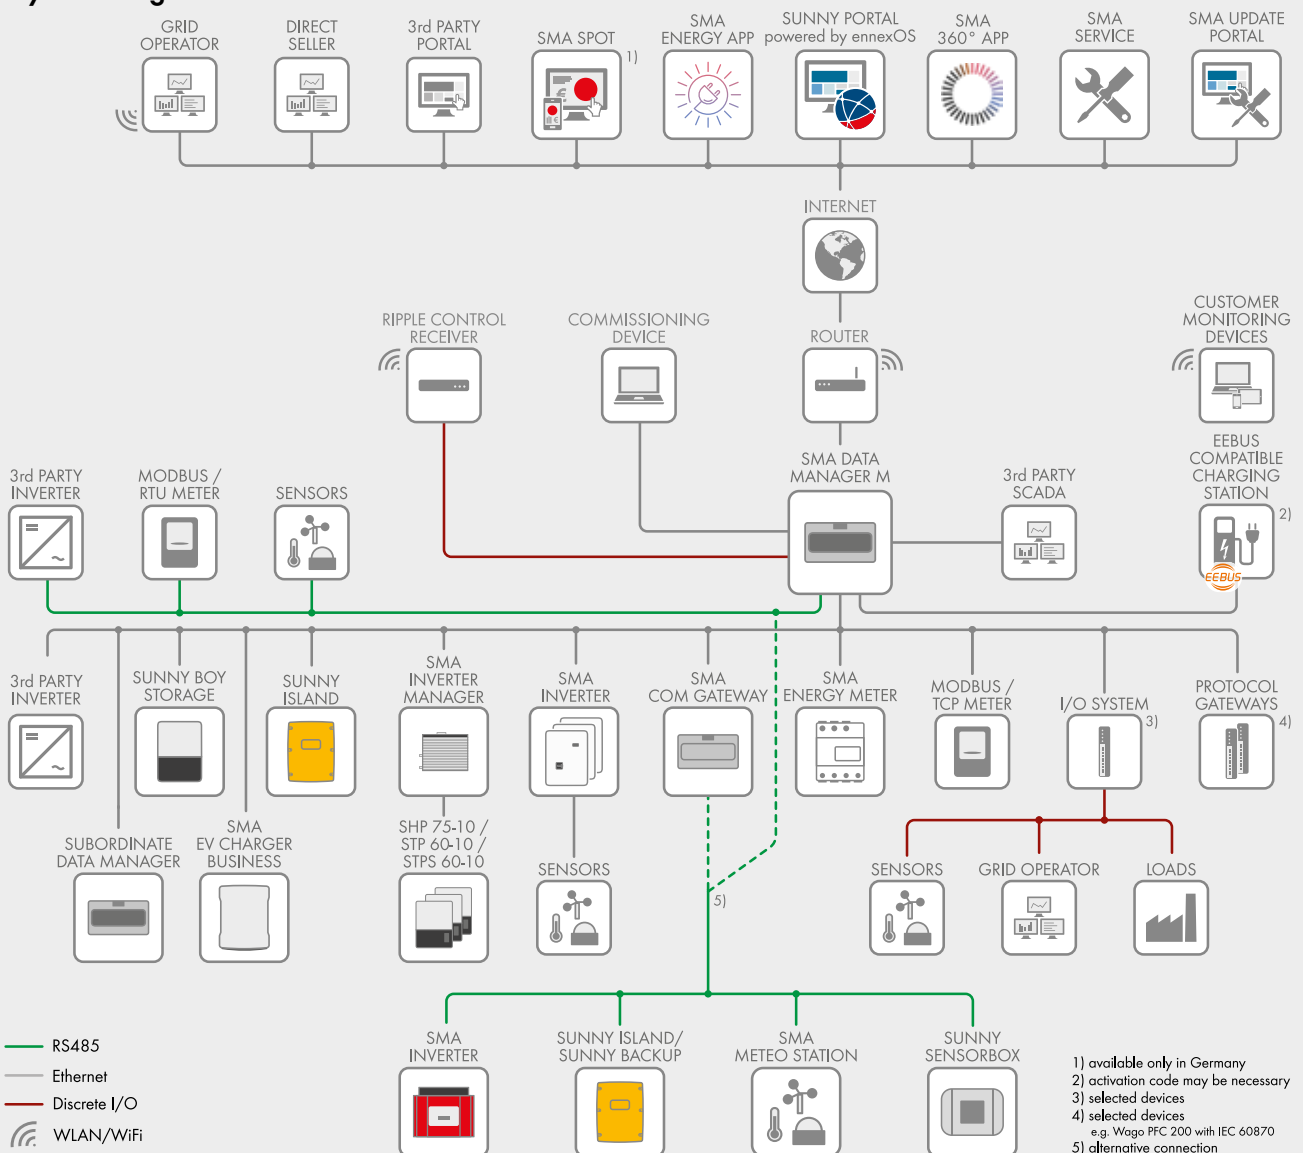 GRID
OPERATOR
DIRECT
SELLER
3rd PARTY
PORTAL
SMA SPOT
1)
SMA
ENERGY APP
SUNNY PORTAL
powered by ennexOS
SMA
360° APP
SMA
SERVICE
SMA UPDATE
PORTAL
INTERNET
RIPPLE CONTROL
RECEIVER
COMMISSIONING
DEVICE
ROUTER
CUSTOMER
MONITORING
DEVICES
3rd PARTY
INVERTER
MODBUS /
RTU METER
SENSORS
SMA DATA
MANAGER M
3rd PARTY
SCADA
EEBUS
COMPATIBLE
CHARGING
STATION
2)
EEBUS
3rd PARTY
INVERTER
SUNNY BOY
STORAGE
SUNNY
ISLAND
SMA
INVERTER
MANAGER
SMA
INVERTER
SMA
COM GATEWAY
SMA
ENERGY METER
MODBUS /
TCP METER
I/O SYSTEM
3)
PROTOCOL
GATEWAYS
4)
SUBORDINATE
DATA MANAGER
SMA
EV CHARGER
BUSINESS
SHP 75-10 /
STP 60-10 /
STPS 60-10
SENSORS
5)
SENSORS
GRID OPERATOR
LOADS
SMA
INVERTER
SUNNY ISLAND/
SUNNY BACKUP
SMA
METEO STATION
SUNNY
SENSORBOX
RS485
Ethernet
Discrete I/O
WLAN/WiFi
1) available only in Germany
2) activation code may be necessary
3) selected devices
4) selected devices
e.g. Wago PFC 200 with IEC 60870
5) alternative connection